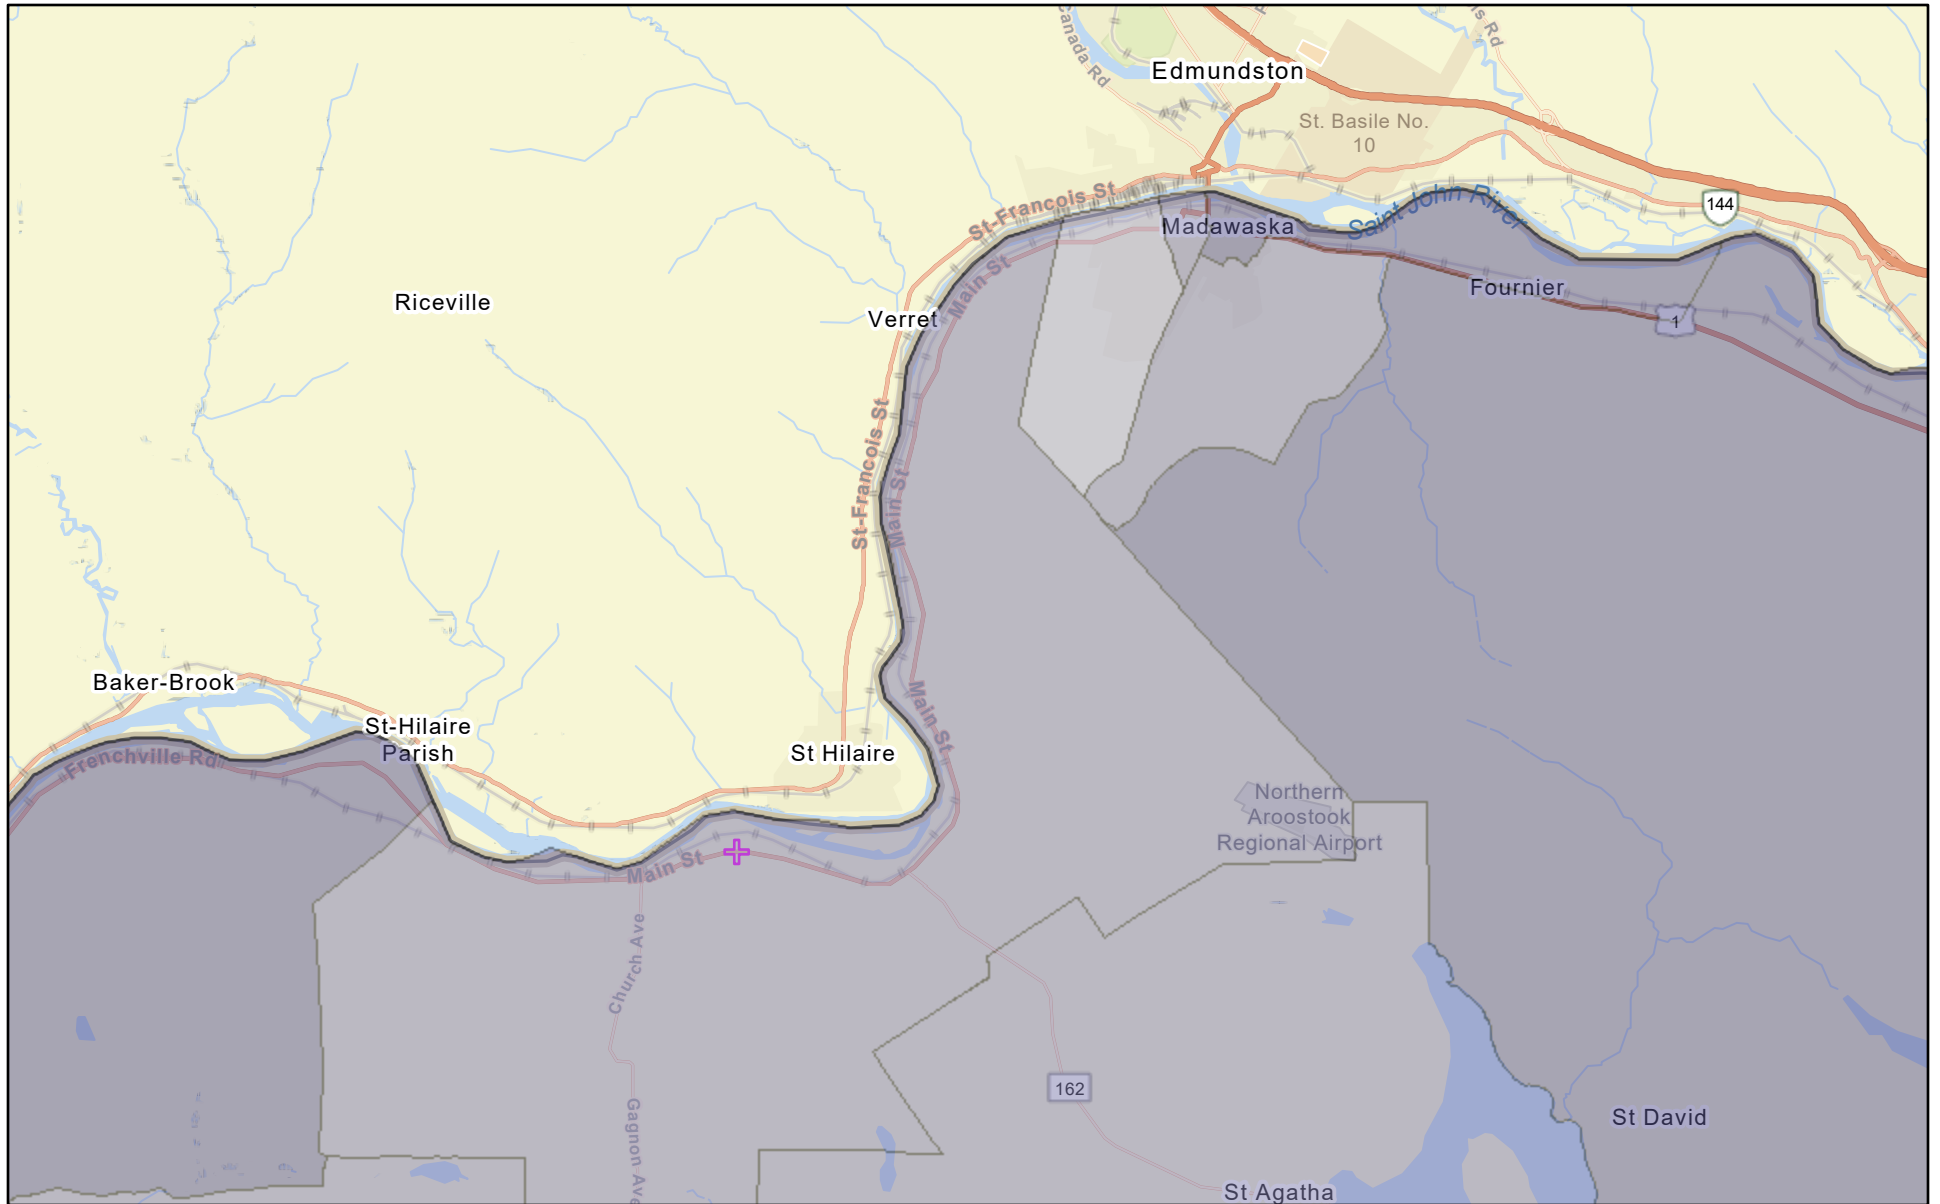 Canada Rd
is Rd
Edmundston
St. Basile No.
10
St-Francois St
144
Saint John River
Madawaska
Main St
Fournier
Riceville
Verret
1
St-Francois St
Main St
Baker-Brook
Main St
St-Hilaire
Parish
St Hilaire
Frenchville Rd
Northern
Aroostook
Regional Airport
Main St
Church Ave
162
Gagnon Ave
St David
St Agatha